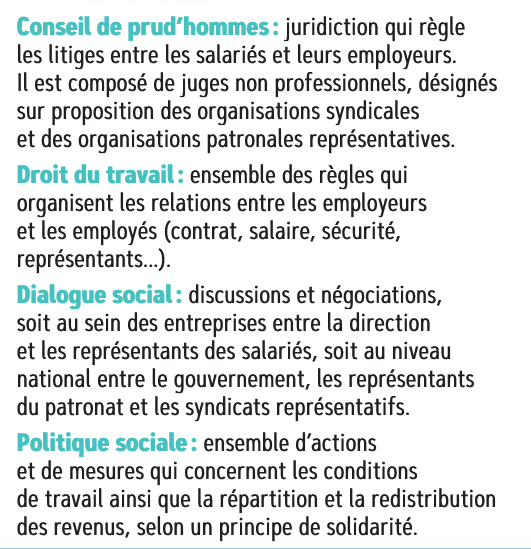 Conseil de prud’hommes : juridiction qui règle
les litiges entre les salariés et leurs employeurs.
Il est composé de juges non professionnels, désignés
sur proposition des organisations syndicales
et des organisations patronales représentatives.
Droit du travail : ensemble des règles qui
organisent les relations entre les employeurs
et les employés (contrat, salaire, sécurité,
représentants...).
Dialogue social : discussions et négociations,
soit au sein des entreprises entre la direction
et les représentants des salariés, soit au niveau
national entre le gouvernement, les représentants
du patronat et les syndicats représentatifs.
Politique sociale : ensemble d’actions
et de mesures qui concernent les conditions
de travail ainsi que la répartition et la redistribution
des revenus, selon un principe de solidarité.